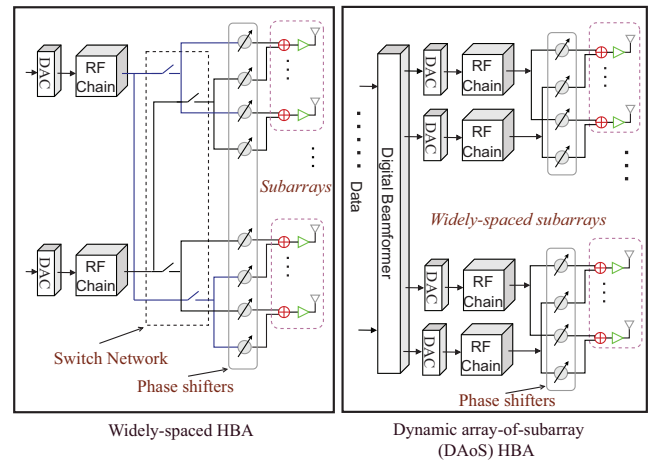 DAC
RF
Chain
Subarrays
DAC
RF
Chain
Switch Network
Phase shifters
Widely-spaced HBA
DAC
RF
Chain
DAC
RF
Chain
Digital Beamformer
Data
Widely-spaced subarrays
DAC
RF
Chain
DAC
RF
Chain
Phase shifters
Dynamic array-of-subarray
(DAoS) HBA